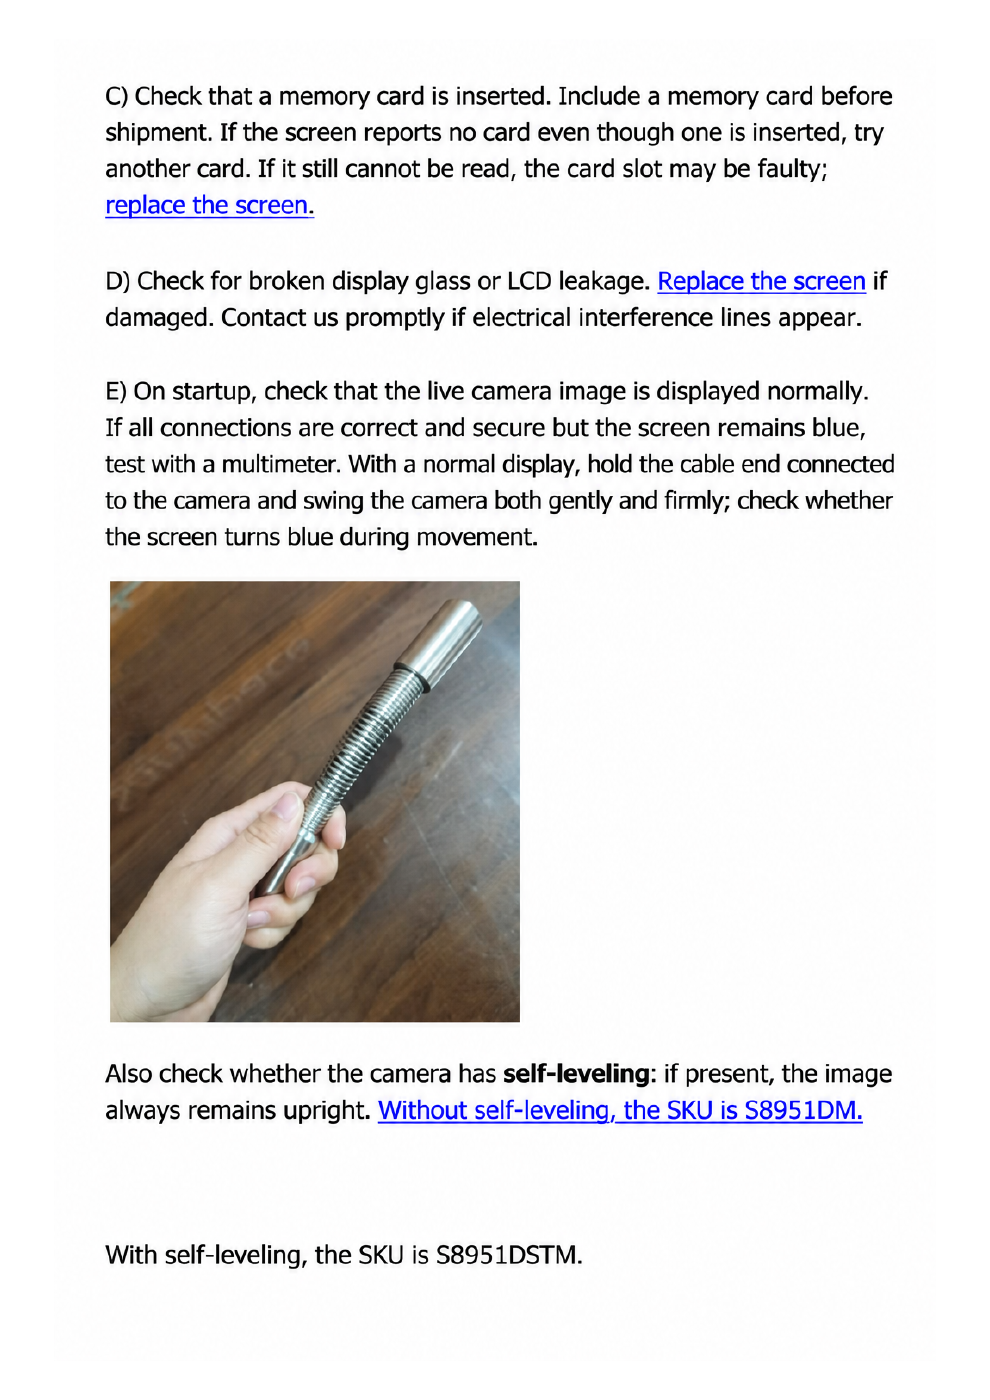 C) Check that a memory card is inserted. Include a memory card before
shipment. If the screen reports no card even though one is inserted, try
another card. If it still cannot be read, the card slot may be faulty;
replace the screen.
D) Check for broken display glass or LCD leakage. Replace the screen if
damaged. Contact us promptly if electrical interference lines appear.
E) On startup, check that the live camera image is displayed normally.
If all connections are correct and secure but the screen remains blue,
test with a multimeter. With a normal display, hold the cable end connected
to the camera and swing the camera both gently and firmly; check whether
the screen turns blue during movement.
Also check whether the camera has self-leveling: if present, the image
always remains upright. Without self-leveling, the SKU is S8951DM.
With self-leveling, the SKU is S8951DSTM.